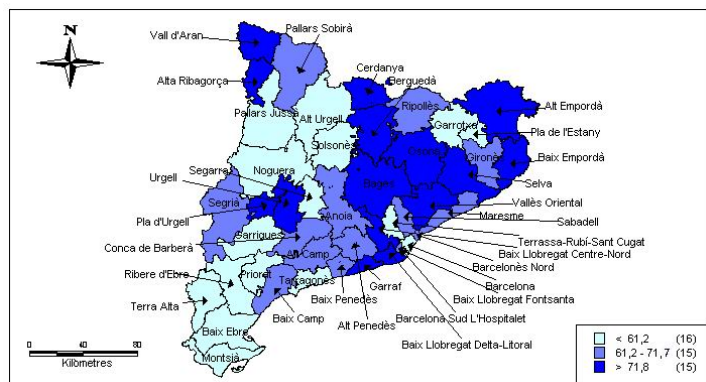 N
Pallars Sobirà
Vall d'Aran
Cerdanya
Berguedà
Alta Ribagorça
Ripollès
Alt Empordà
Pallars Jussà
Alt Urgell
Garrotxa
Pla de l'Estany
Solsonès
Osona
Gironès
Baix Empordà
Segarra
Noguera
Bages
Urgell
Selva
Segrià
Anoia
Vallès Oriental
Pla d'Urgell
Maresme
Sabadell
Garrigues
Terrassa-Rubí-Sant Cugat
Conca de Barberà
Alt Camp
Baix Llobregat Centre-Nord
Ribere d'Ebre
Priorat
Barcelonès Nord
Tarragonès
Garraf
Barcelona
Terra Alta
Baix Penedès
Baix Llobregat Fontsanta
Baix Camp
Alt Penedès
Barcelona Sud L'Hospitalet
Baix Ebre
Baix Llobregat Delta-Litoral
Montsià
0 40 80
Kilòmetres
< 61,2 (16)
61,2 - 71,7 (15)
> 71,8 (15)